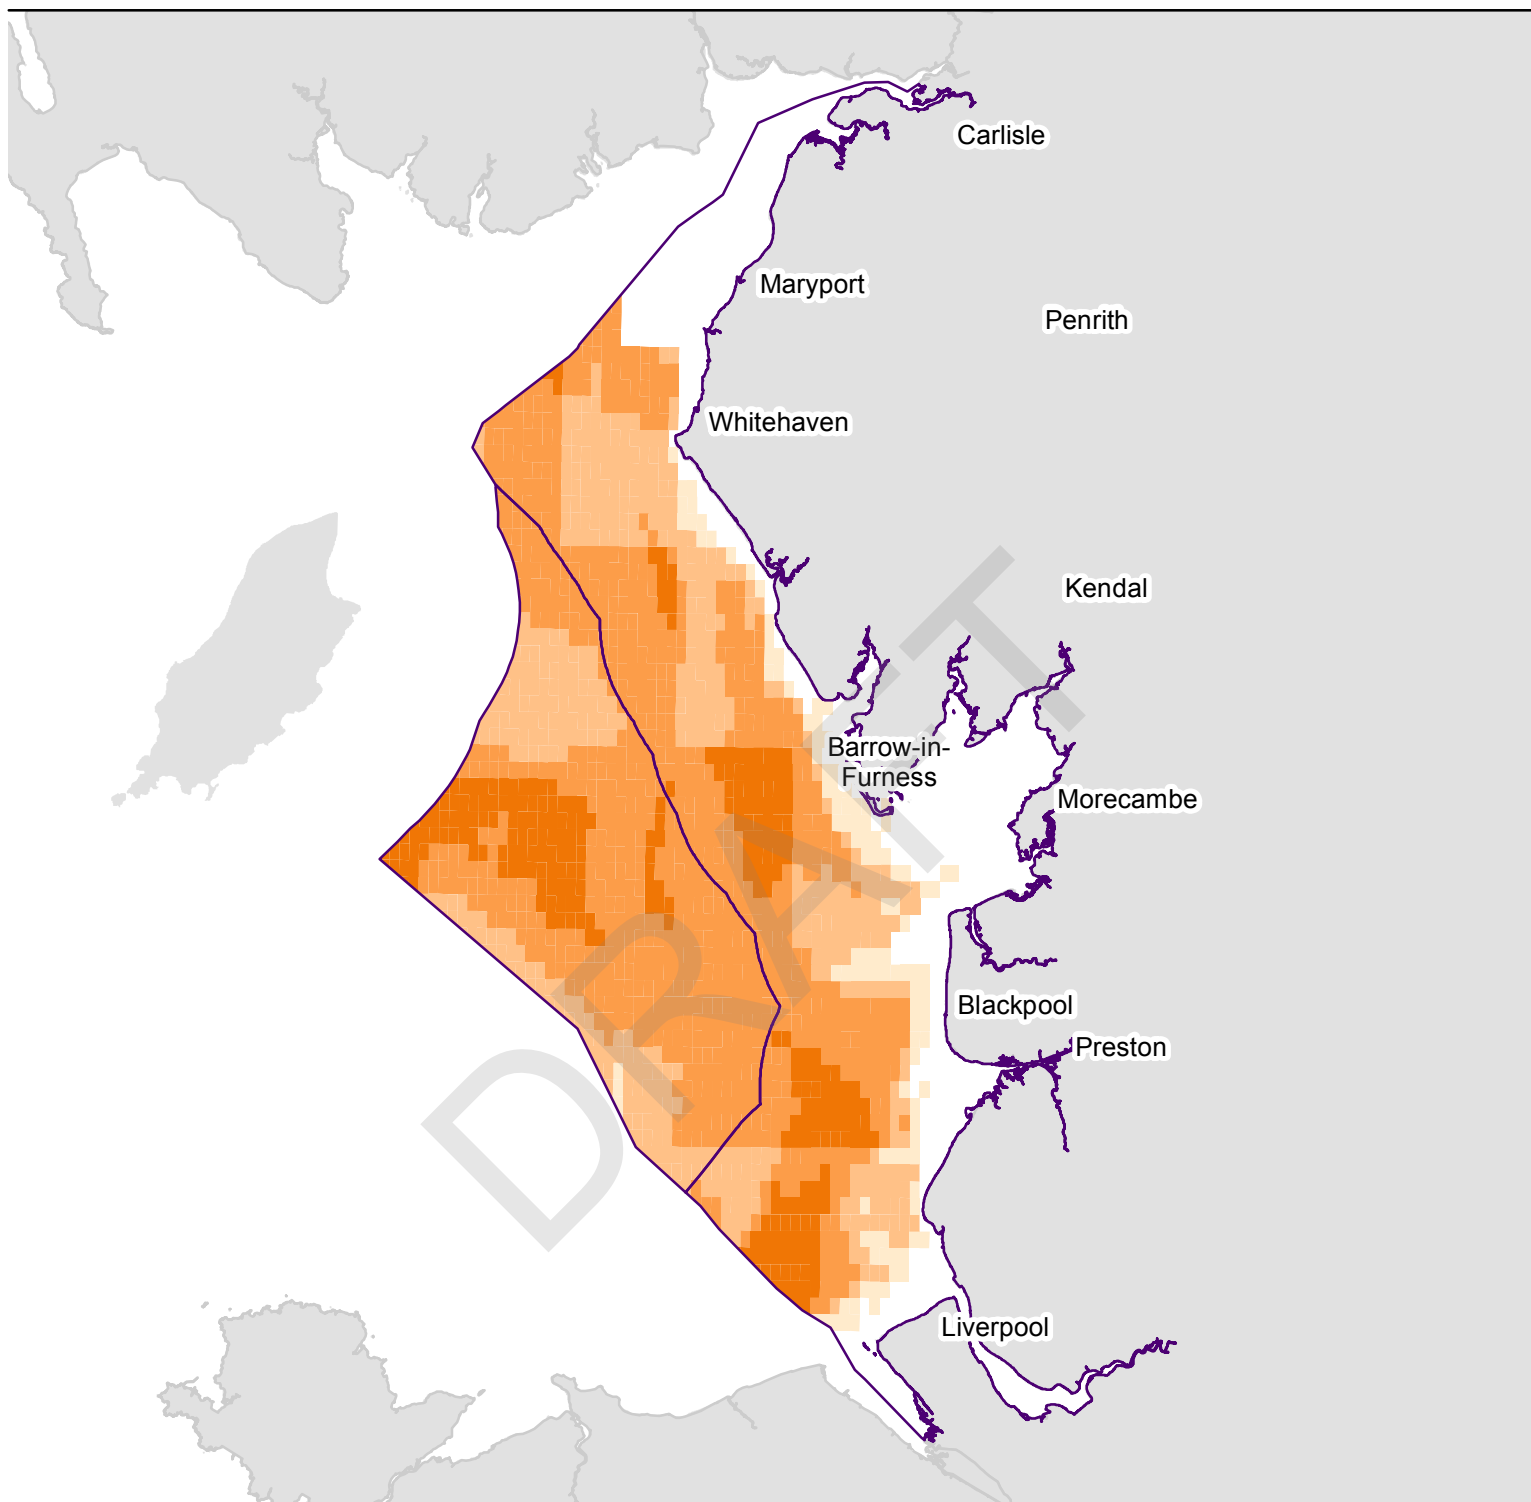 Carlisle
Maryport
Penrith
Whitehaven
Kendal
Barrow-in-
Furness
Morecambe
Blackpool
Preston
Liverpool
DRAFT